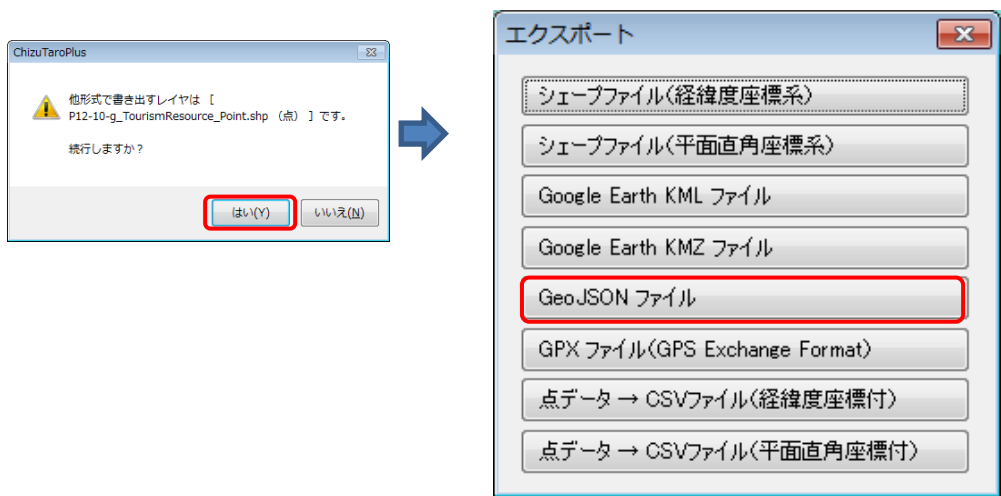 ChizuTaroPlus
他形式で書き出すレイヤは [
P12-10-g_TourismResource_Point.shp （点） ] です。
続行しますか？
はい(Y)
いいえ(N)
エクスポート
シェープファイル(経緯度座標系)
シェープファイル(平面直角座標系)
Google Earth KML ファイル
Google Earth KMZ ファイル
GeoJSON ファイル
GPX ファイル(GPS Exchange Format)
点データ → CSVファイル(経緯度座標付)
点データ → CSVファイル(平面直角座標付)